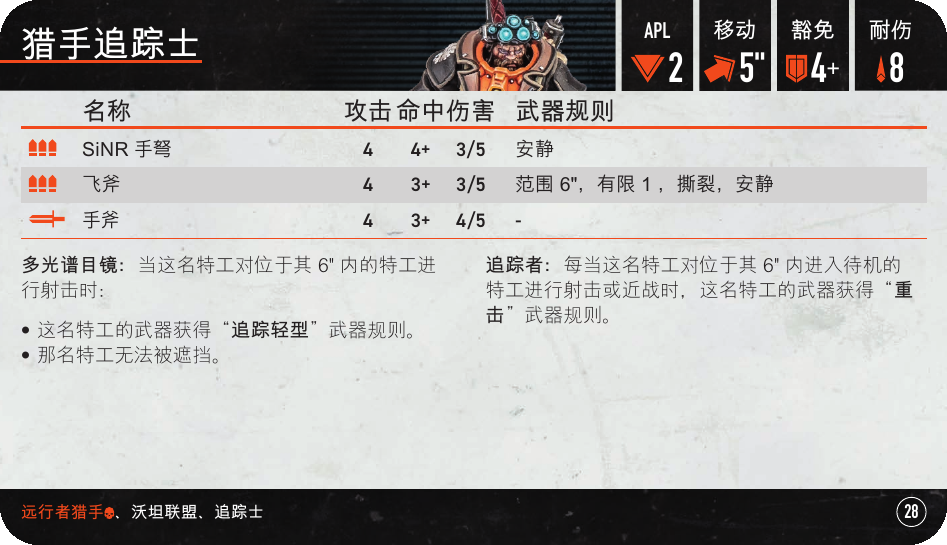 猎手追踪士
APL 移动 豁免 耐伤
2 5" 4+ 8
名称 攻击 命中 伤害 武器规则
SiNR 手弩 4 4+ 3/5 安静
飞斧 4 3+ 3/5 范围 6"，有限 1，撕裂，安静
手斧 4 3+ 4/5 -
多光谱目镜：当这名特工对位于其 6" 内的特工进
行射击时:
• 这名特工的武器获得“追踪轻型”武器规则。
• 那名特工无法被遮挡。
追踪者：每当这名特工对位于其 6" 内进入待机的
特工进行射击或近战时，这名特工的武器获得“重
击”武器规则。
远行者猎手、沃坦联盟、追踪士
28